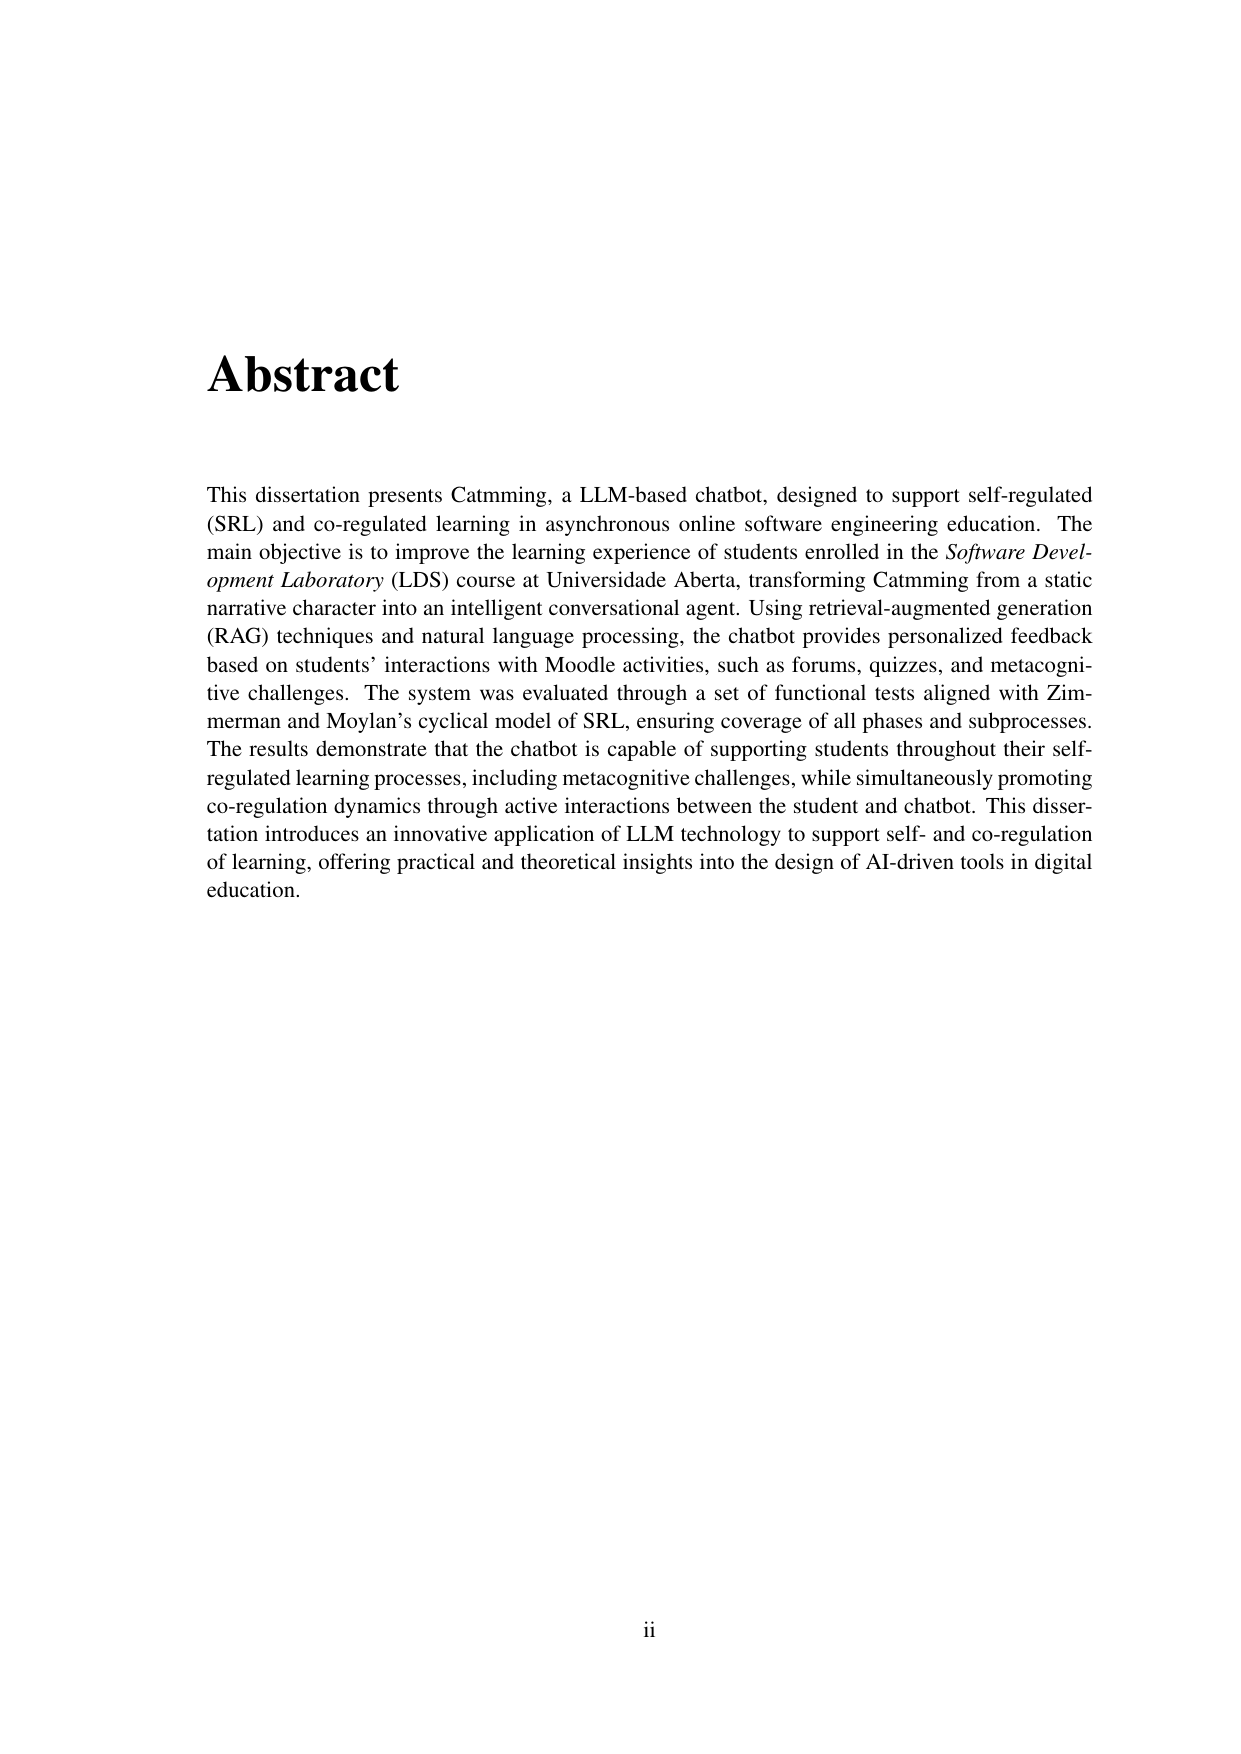 Abstract
This dissertation presents Catmming, a LLM-based chatbot, designed to support self-regulated
(SRL) and co-regulated learning in asynchronous online software engineering education. The
main objective is to improve the learning experience of students enrolled in the Software Devel-
opment Laboratory (LDS) course at Universidade Aberta, transforming Catmming from a static
narrative character into an intelligent conversational agent. Using retrieval-augmented generation
(RAG) techniques and natural language processing, the chatbot provides personalized feedback
based on students’ interactions with Moodle activities, such as forums, quizzes, and metacogni-
tive challenges. The system was evaluated through a set of functional tests aligned with Zim-
merman and Moylan’s cyclical model of SRL, ensuring coverage of all phases and subprocesses.
The results demonstrate that the chatbot is capable of supporting students throughout their self-
regulated learning processes, including metacognitive challenges, while simultaneously promoting
co-regulation dynamics through active interactions between the student and chatbot. This disser-
tation introduces an innovative application of LLM technology to support self- and co-regulation
of learning, offering practical and theoretical insights into the design of AI-driven tools in digital
education.
ii